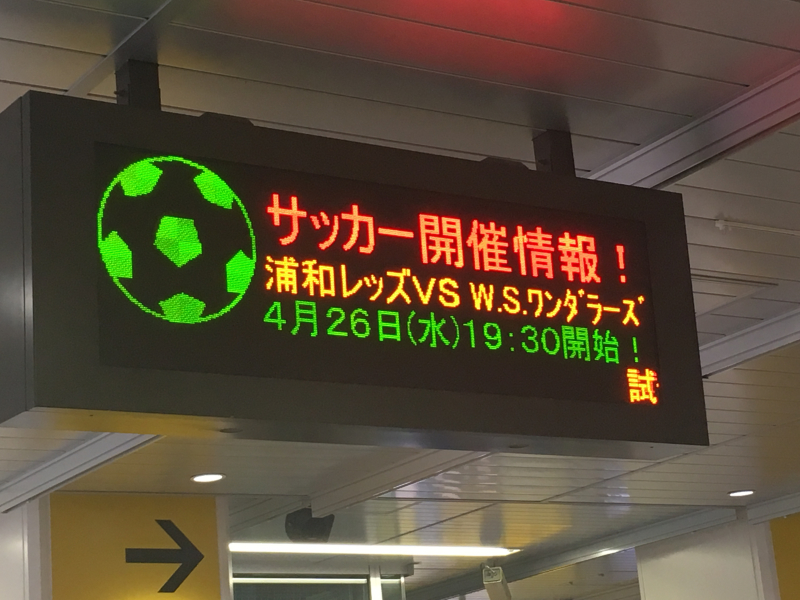 サッカー開催情報！
浦和レッズVS W.S.ワンダラーズ
4月26日(水)19:30開始！
試